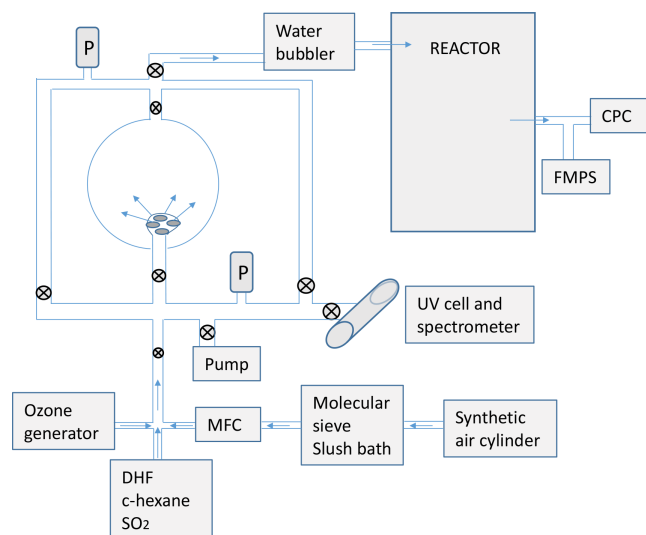 P
Water
bubbler
REACTOR
CPC
FMPS
P
UV cell and
spectrometer
Pump
Ozone
generator
MFC
Molecular
sieve
Slush bath
Synthetic
air cylinder
DHF
c-hexane
SO2